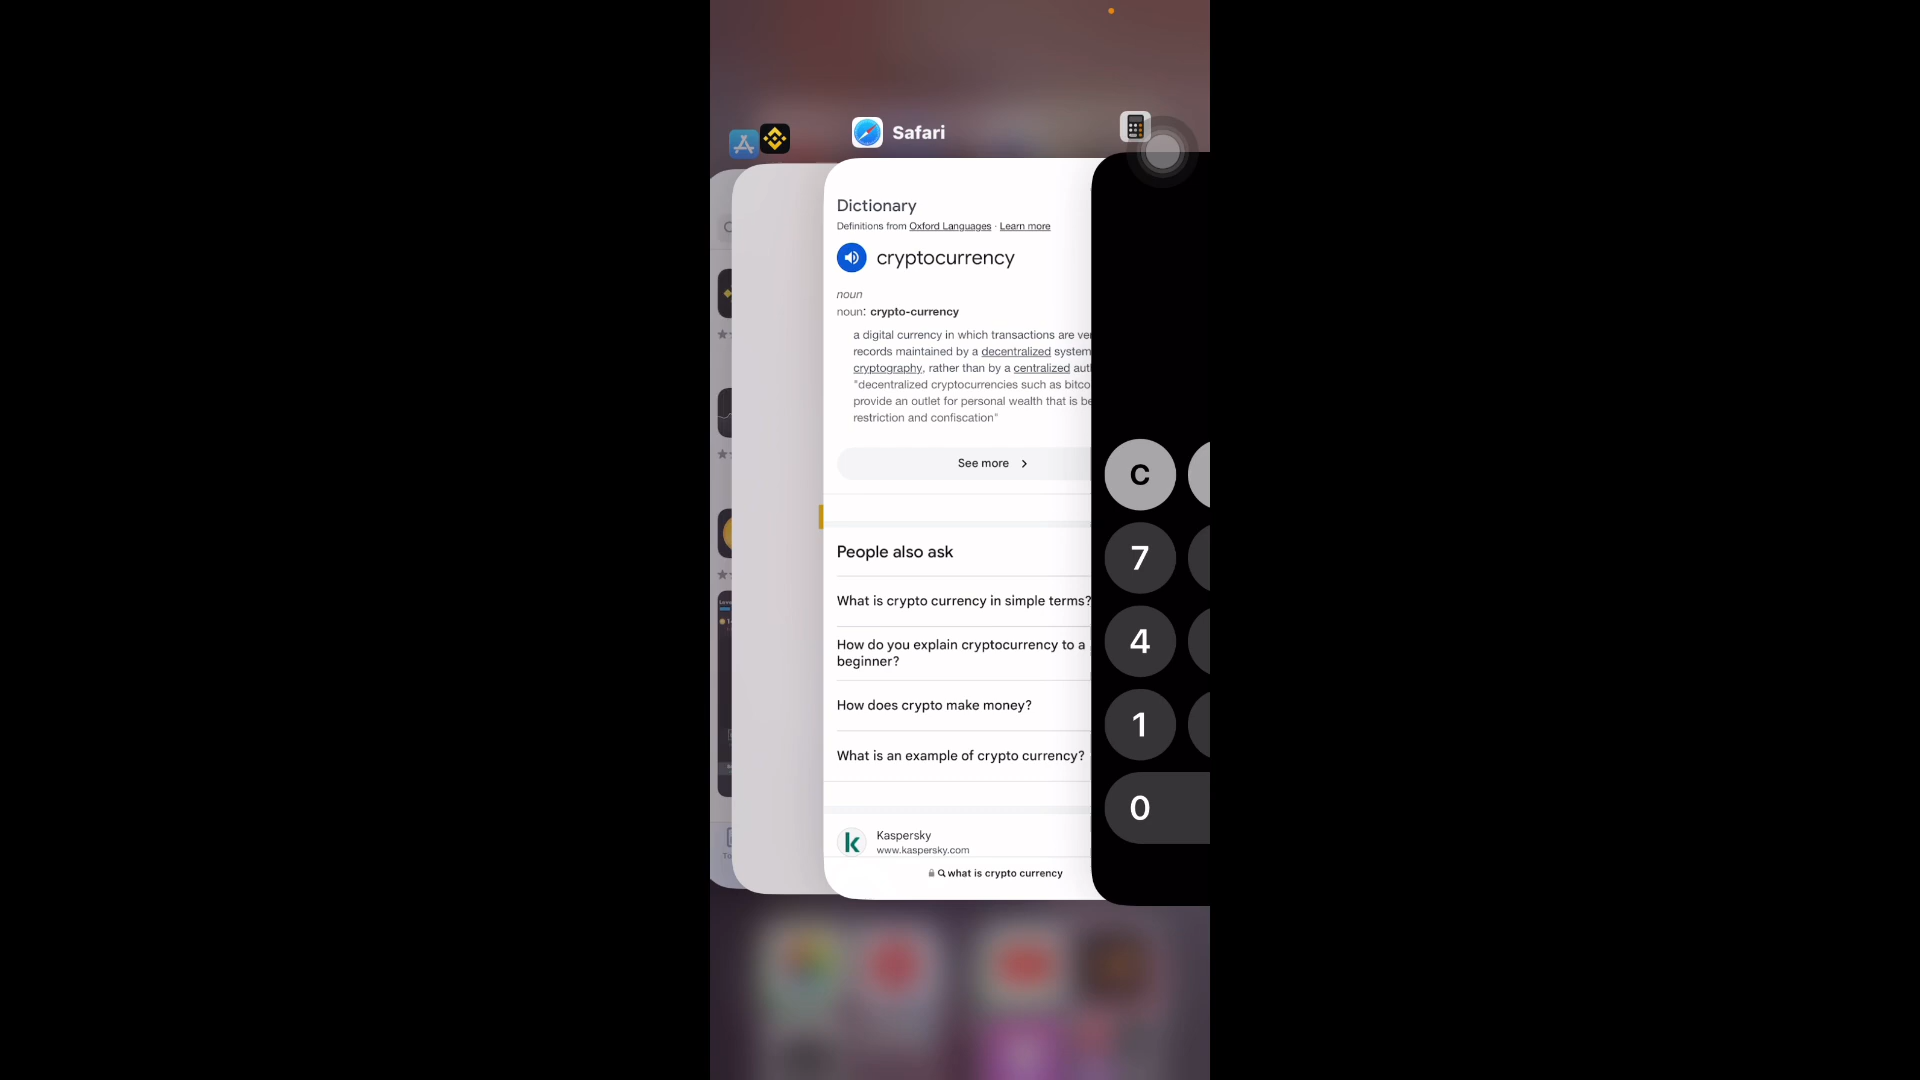 Safari
Dictionary
Definitions from Oxford Languages · Learn more
cryptocurrency
noun
noun: crypto-currency
a digital currency in which transactions are
records maintained by a decentralized system
cryptography, rather than by a centralized
"decentralized cryptocurrencies such as
provide an outlet for personal wealth that is
restriction and confiscation"
See more
People also ask
What is crypto currency in simple terms?
How do you explain cryptocurrency to a
beginner?
How does crypto make money?
What is an example of crypto currency?
Kaspersky
www.kaspersky.com
what is crypto currency
C
7
4
1
0